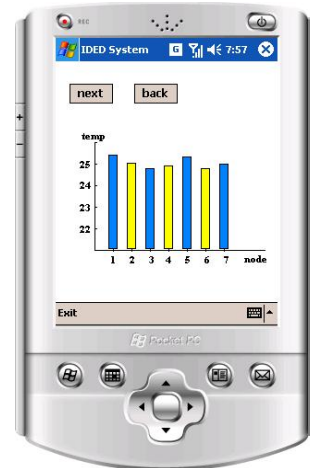 REC
IDED System G 7:57
next back
temp
25
24
23
22
1 2 3 4 5 6 7 node
Exit
Pocket PC